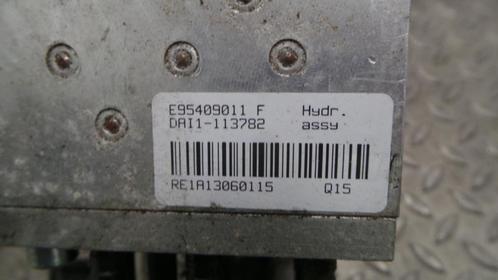 E95409011 F Hydr.
DAI1-113782 assy
RE1A13060115 Q15